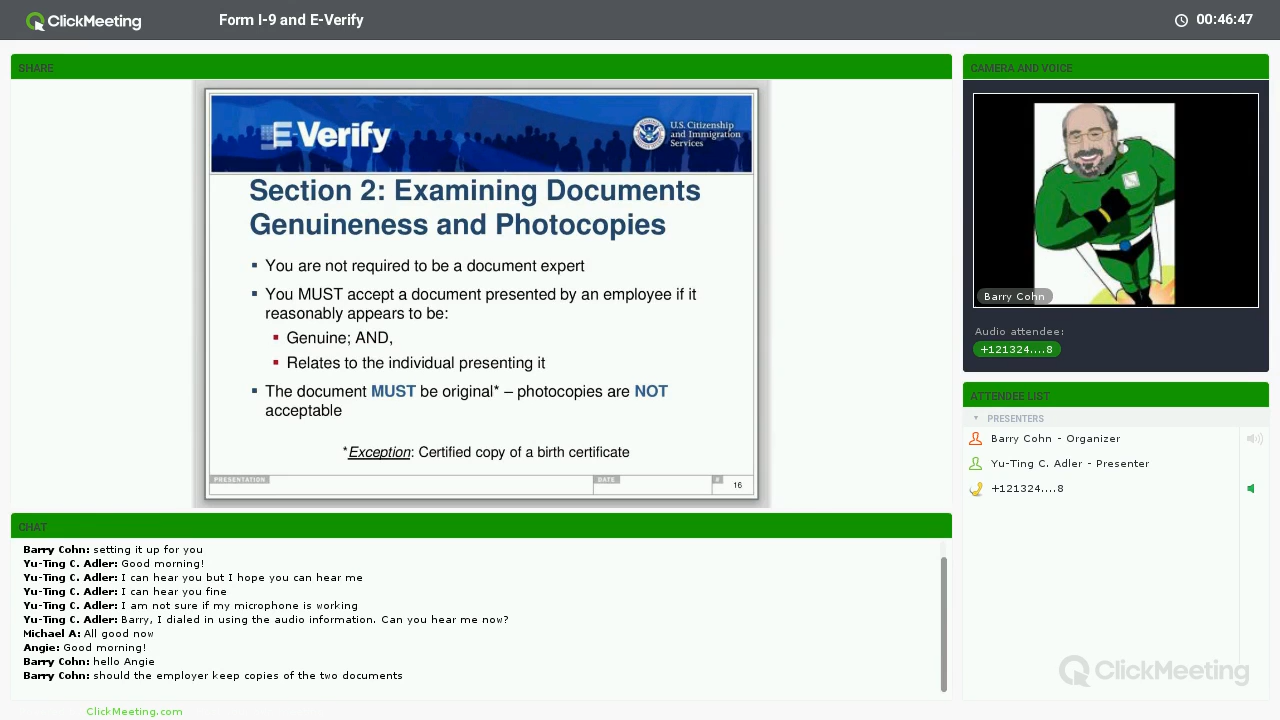 ClickMeeting
Form I-9 and E-Verify
00:46:47
SHARE
E-Verify
U.S. Citizenship
and Immigration
Services
Section 2: Examining Documents
Genuineness and Photocopies
You are not required to be a document expert
You MUST accept a document presented by an employee if it
reasonably appears to be:
Genuine; AND,
Relates to the individual presenting it
The document MUST be original* – photocopies are NOT
acceptable
*Exception: Certified copy of a birth certificate
PRESENTATION
DATE
#
16
CHAT
Barry Cohn: setting it up for you
Yu-Ting C. Adler: Good morning!
Yu-Ting C. Adler: I can hear you but I hope you can hear me
Yu-Ting C. Adler: I can hear you fine
Yu-Ting C. Adler: I am not sure if my microphone is working
Yu-Ting C. Adler: Barry, I dialed in using the audio information. Can you hear me now?
Michael A: All good now
Angie: Good morning!
Barry Cohn: hello Angie
Barry Cohn: should the employer keep copies of the two documents
ClickMeeting.com
CAMERA AND VOICE
Barry Cohn
Audio attendee:
+121324....8
ATTENDEE LIST
PRESENTERS
Barry Cohn - Organizer
Yu-Ting C. Adler - Presenter
+121324....8
ClickMeeting